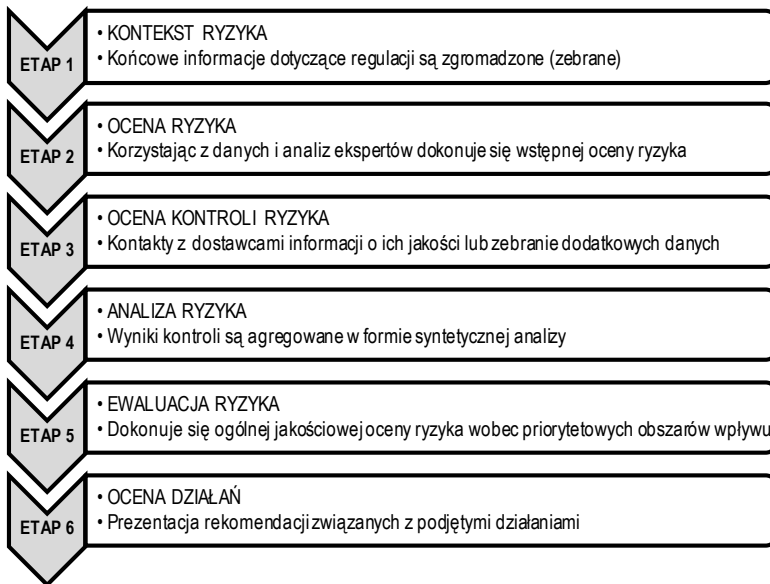 ETAP 1
• KONTEKST RYZYKA
• Końcowe informacje dotyczące regulacji są zgromadzone (zebrane)
ETAP 2
• OCENA RYZYKA
• Korzystając z danych i analiz ekspertów dokonuje się wstępnej oceny ryzyka
ETAP 3
• OCENA KONTROLI RYZYKA
• Kontakty z dostawcami informacji o ich jakości lub zebranie dodatkowych danych
ETAP 4
• ANALIZA RYZYKA
• Wyniki kontroli są agregowane w formie syntetycznej analizy
ETAP 5
• EWALUACJA RYZYKA
• Dokonuje się ogólnej jakościowej oceny ryzyka wobec priorytetowych obszarów wpływu
ETAP 6
• OCENA DZIAŁAŃ
• Prezentacja rekomendacji związanych z podjętymi działaniami